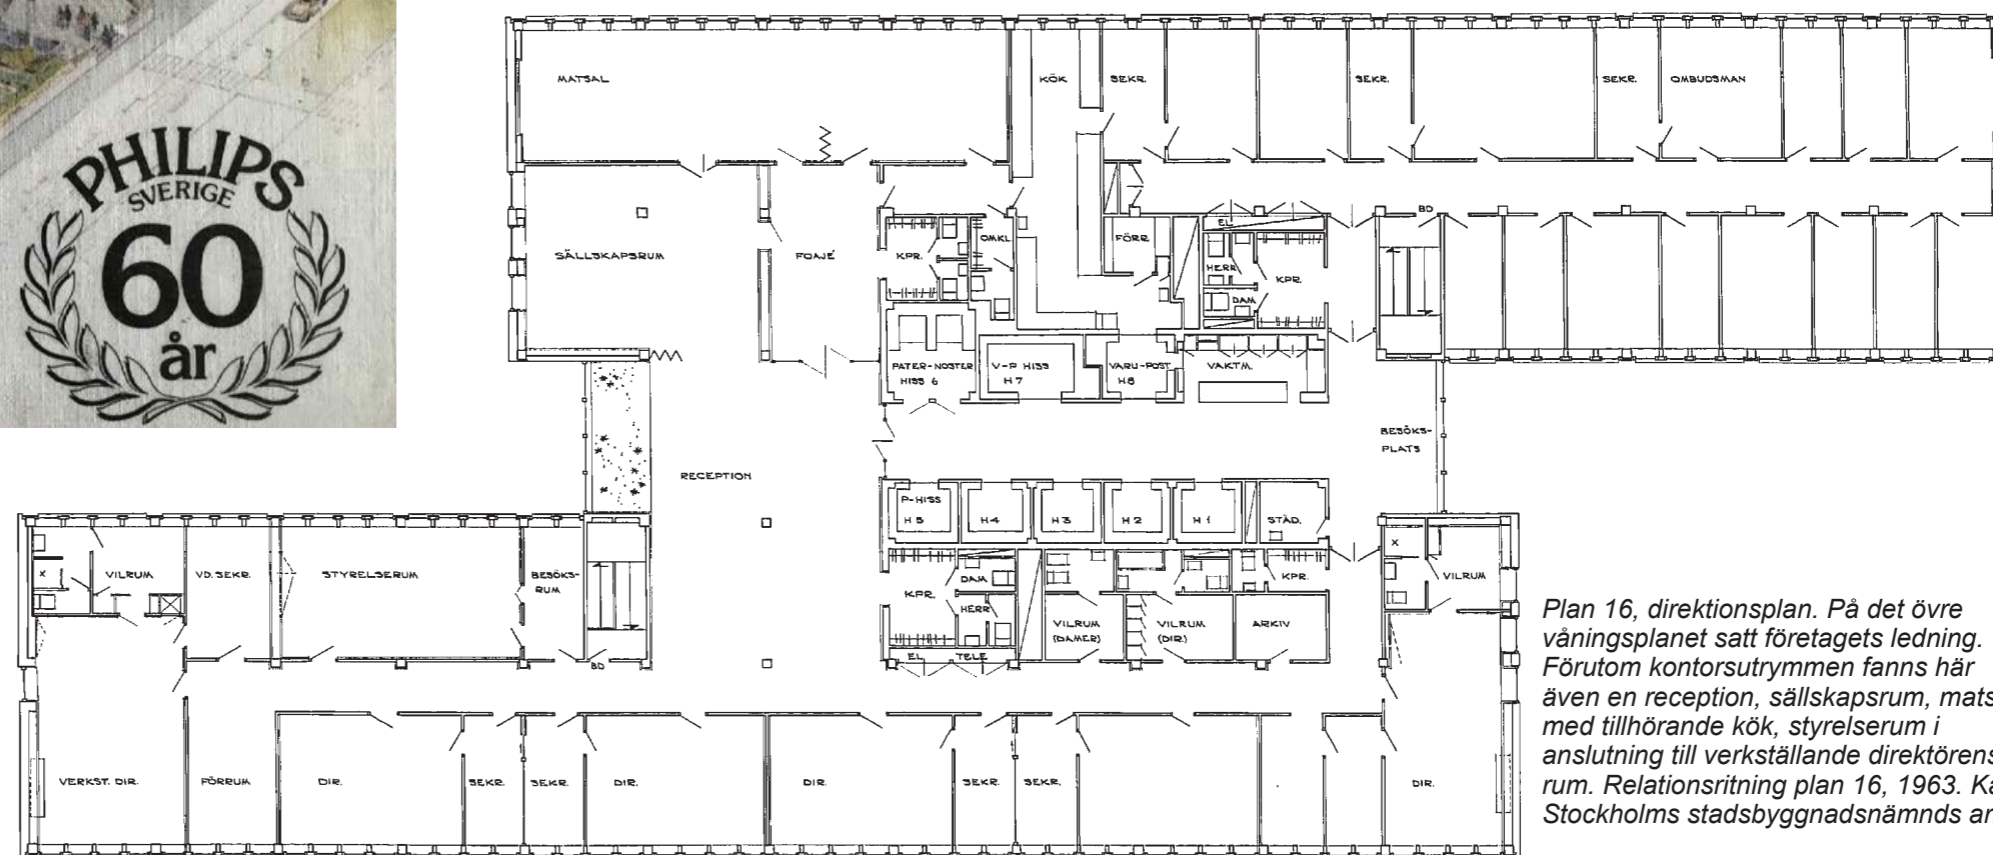 PHILIPS
SVERIGE
60
år
MATSAL
KÖK
SEKR.
SEKR.
SEKR.
OMBUDSMAN
SÄLLSKAPSRUM
FOAJÉ
KPR.
OMKL
FÖRR.
EL
HERR
DAM
KPR.
BD
PATER-NOSTER
HISS 6
V-P HISS
H7
VARU-POST
H8
VAKTM.
BESÖKS-
PLATS
RECEPTION
P-HISS
H5
H4
H3
H2
H1
STÄD.
X
VILRUM
VD. SEKR.
STYRELSERUM
BESÖKS-
RUM
BD
KPR.
DAM
HERR
EL
TELE
VILRUM
(DAMER)
VILRUM
(DIR.)
KPR.
ARKIV
X
VILRUM
VERKST. DIR.
FÖRRUM
DIR.
SEKR.
SEKR.
DIR.
DIR.
SEKR.
SEKR.
DIR.
Plan 16, direktionsplan. På det övre
våningsplanet satt företagets ledning.
Förutom kontorsutrymmen fanns här
även en reception, sällskapsrum, mats
med tillhörande kök, styrelserum i
anslutning till verkställande direktörens
rum. Relationsritning plan 16, 1963. Kä
Stockholms stadsbyggnadsnämnds ar